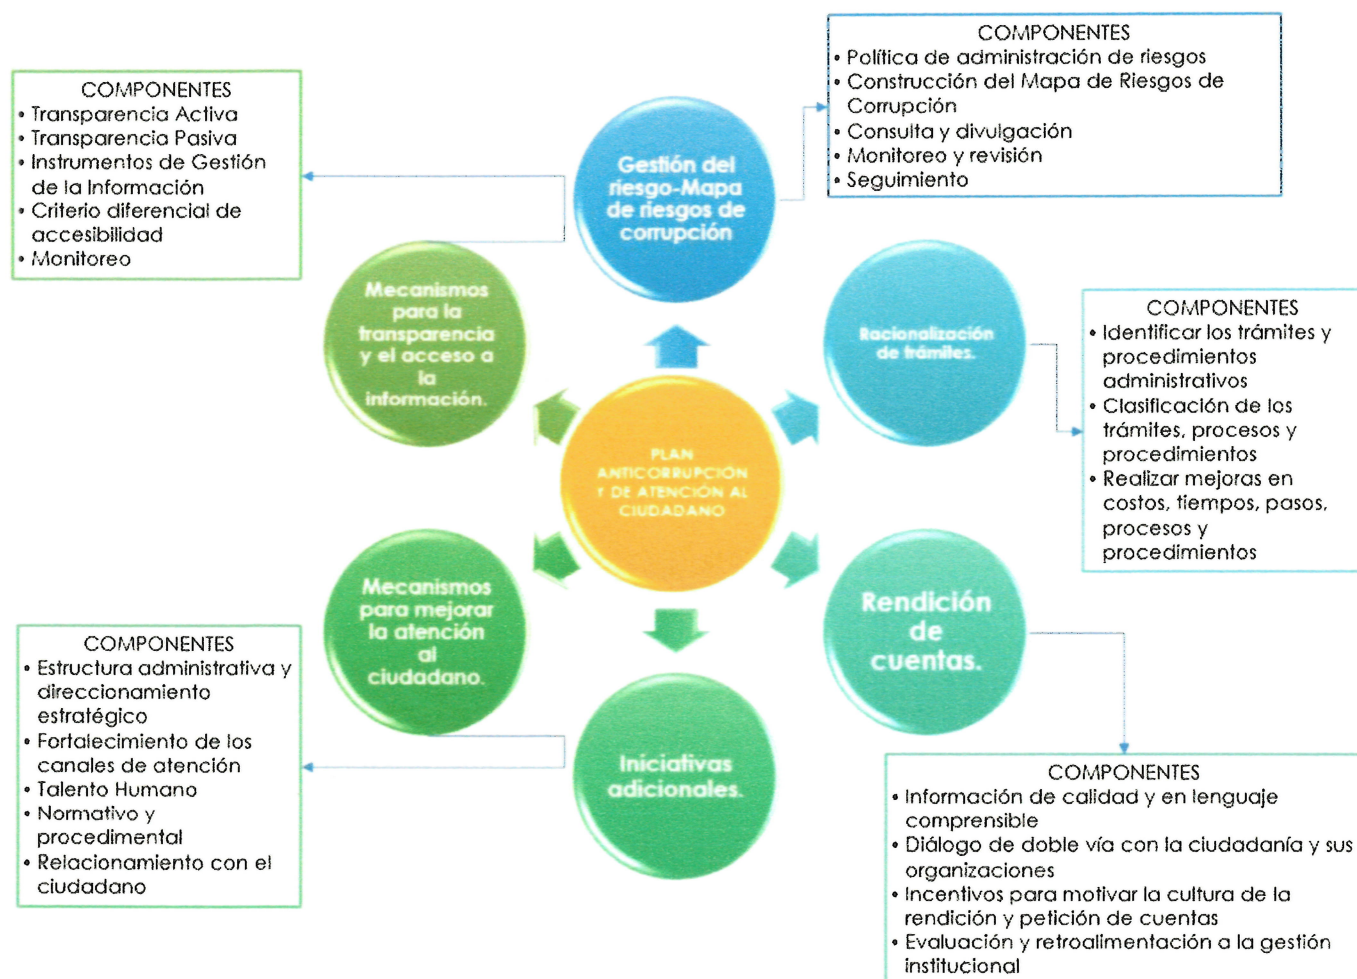 COMPONENTES
• Política de administración de riesgos
• Construcción del Mapa de Riesgos de
Corrupción
• Consulta y divulgación
• Monitoreo y revisión
• Seguimiento
COMPONENTES
• Transparencia Activa
• Transparencia Pasiva
• Instrumentos de Gestión
de la Información
• Criterio diferencial de
accesibilidad
• Monitoreo
Gestión del
riesgo-Mapa
de riesgos de
corrupción
Mecanismos
para la
transparencia
y el acceso a
la
información.
Racionalización
de trámites.
COMPONENTES
• Identificar los trámites y
procedimientos
administrativos
• Clasificación de los
trámites, procesos y
procedimientos
• Realizar mejoras en
costos, tiempos, pasos,
procesos y
procedimientos
PLAN
ANTICORRUPCIÓN
Y DE ATENCIÓN AL
CIUDADANO
Mecanismos
para mejorar
la atención
al
ciudadano.
Rendición
de
cuentas.
COMPONENTES
• Estructura administrativa y
direccionamiento
estratégico
• Fortalecimiento de los
canales de atención
• Talento Humano
• Normativo y
procedimental
• Relacionamiento con el
ciudadano
Iniciativas
adicionales.
COMPONENTES
• Información de calidad y en lenguaje
comprensible
• Diálogo de doble vía con la ciudadanía y sus
organizaciones
• Incentivos para motivar la cultura de la
rendición y petición de cuentas
• Evaluación y retroalimentación a la gestión
institucional